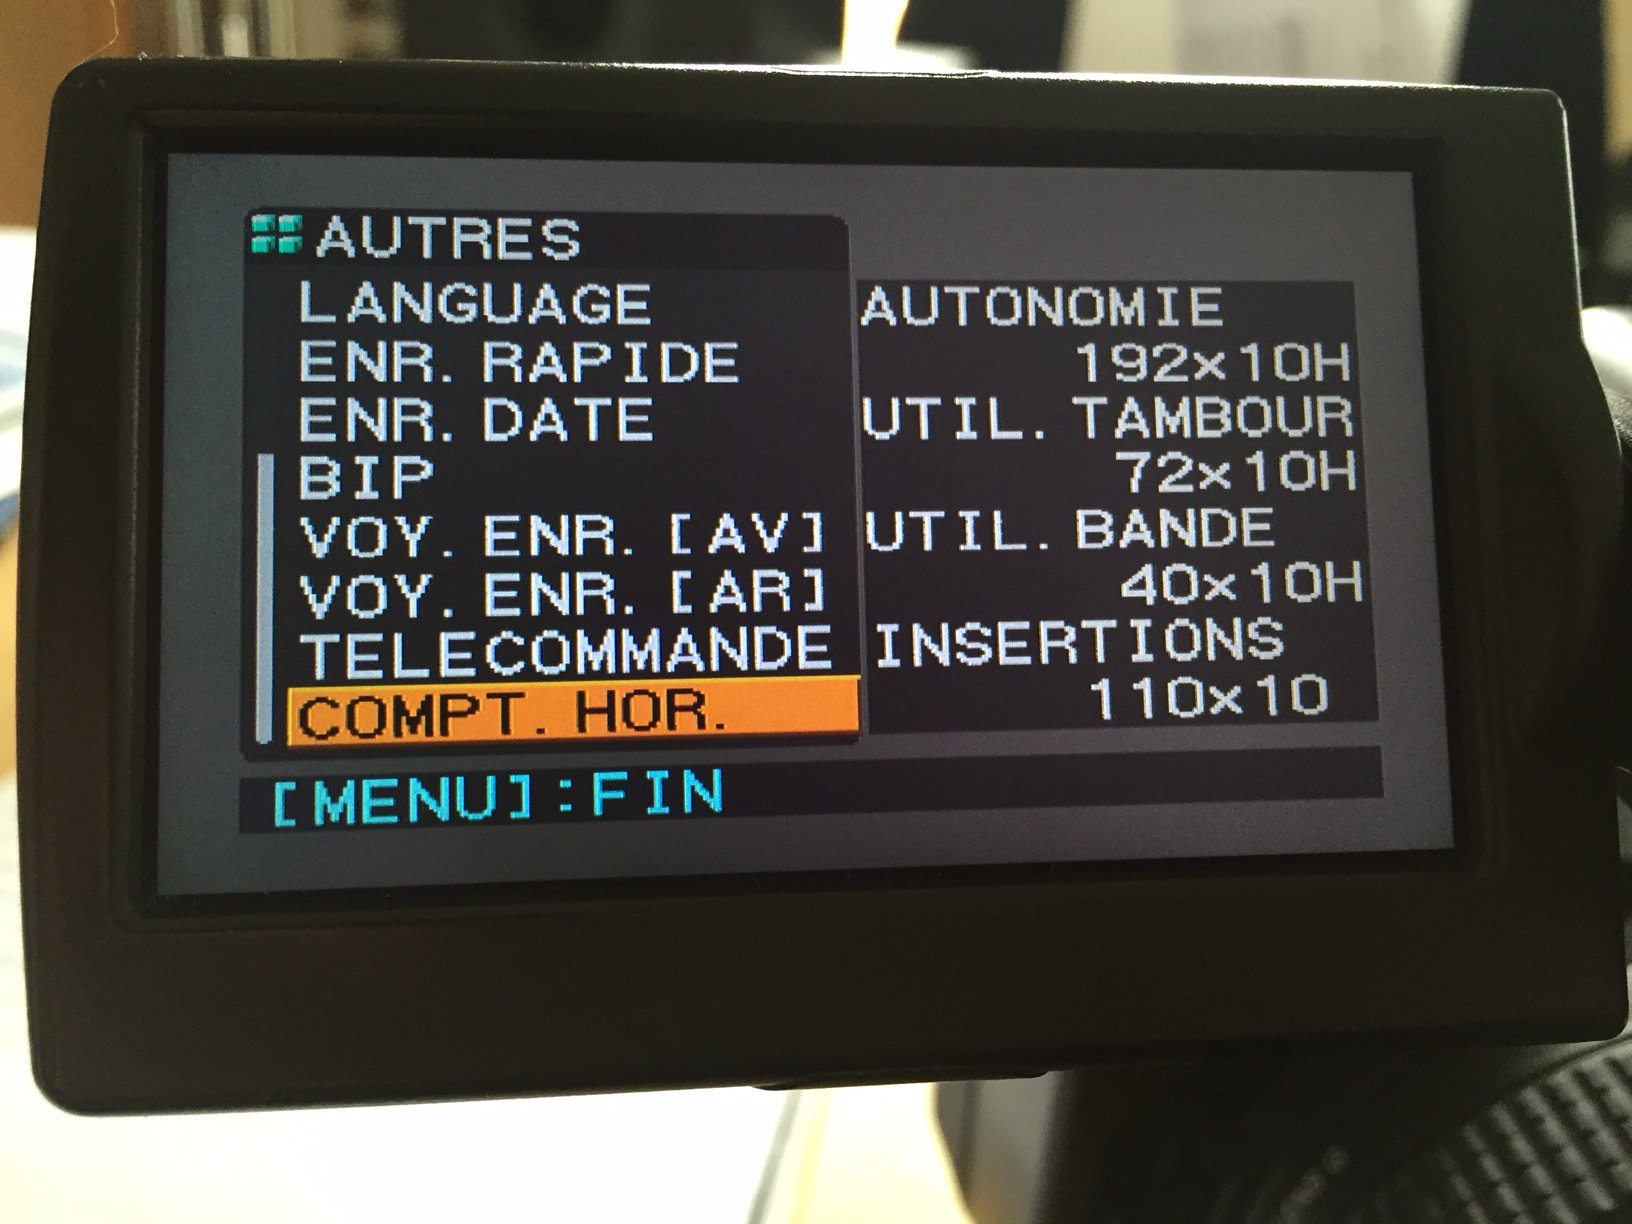 AUTRES
LANGUAGE
ENR. RAPIDE
ENR. DATE
BIP
VOY. ENR. [AV]
VOY. ENR. [AR]
TELECOMMANDE
COMPT. HOR.
AUTONOMIE
192x10H
UTIL. TAMBOUR
72x10H
UTIL. BANDE
40x10H
INSERTIONS
110x10
[MENU]:FIN